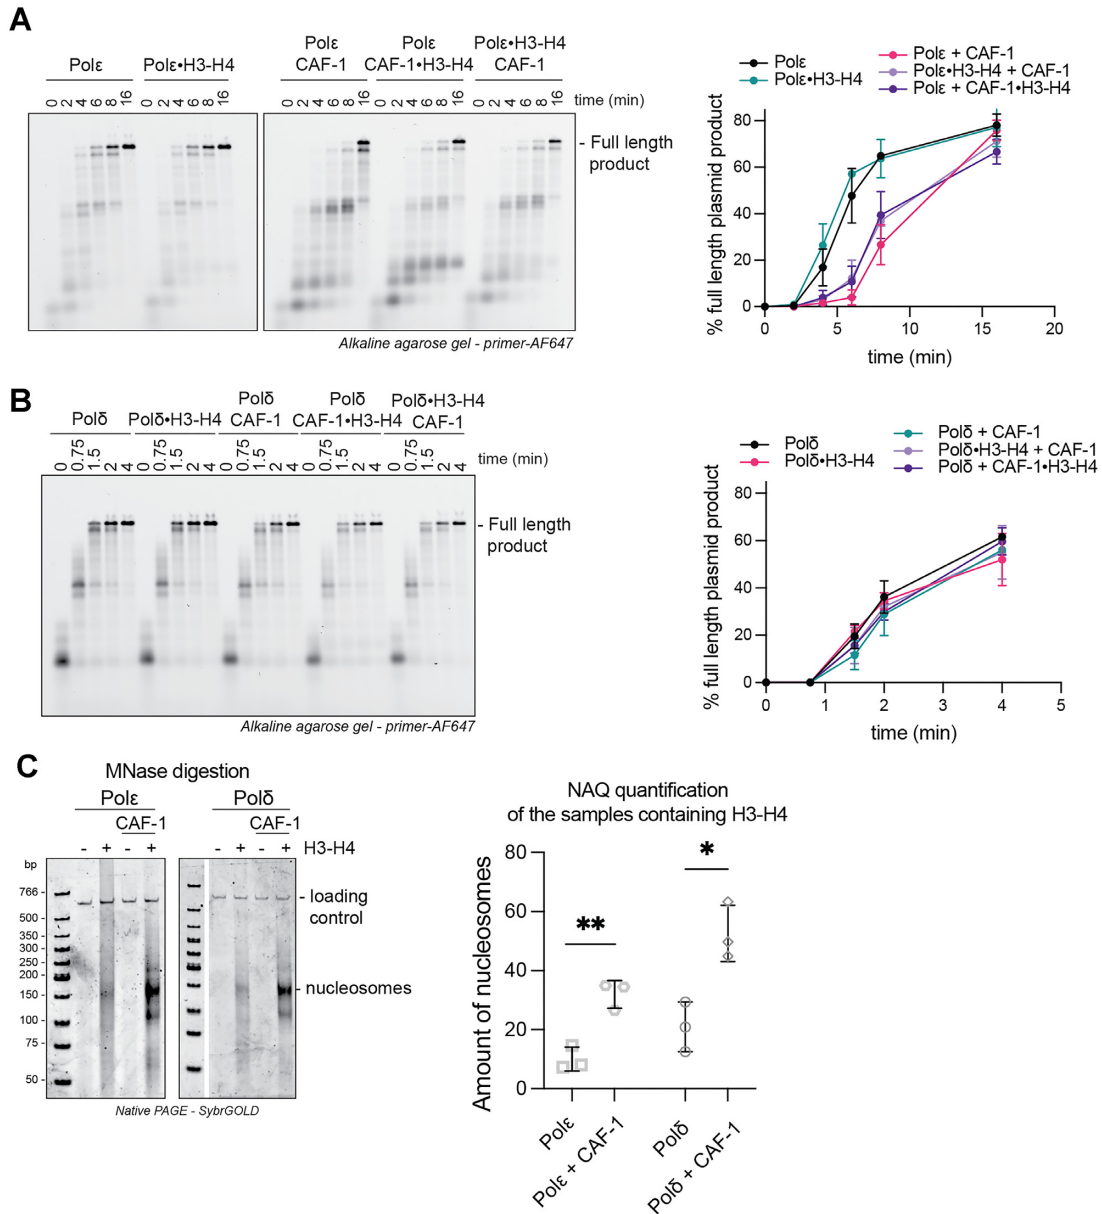 A
Polε
Polε•H3-H4
Polε
CAF-1
Polε
CAF-1•H3-H4
Polε•H3-H4
CAF-1
0 2 4 6 8 16 0 2 4 6 8 16 0 2 4 6 8 16 0 2 4 6 8 16 0 2 4 6 8 16 time (min)
- Full length
product
Alkaline agarose gel - primer-AF647
Polε
Polε•H3-H4
Polε + CAF-1
Polε•H3-H4 + CAF-1
Polε + CAF-1•H3-H4
% full length plasmid product
80
60
40
20
0
0 5 10 15 20
time (min)
B
Polδ
Polδ•H3-H4
Polδ
CAF-1
Polδ
CAF-1•H3-H4
Polδ•H3-H4
CAF-1
0 0.75 1.5 2 4 0 0.75 1.5 2 4 0 0.75 1.5 2 4 0 0.75 1.5 2 4 0 0.75 1.5 2 4 time (min)
- Full length
product
Alkaline agarose gel - primer-AF647
Polδ
Polδ•H3-H4
Polδ + CAF-1
Polδ•H3-H4 + CAF-1
Polδ + CAF-1•H3-H4
% full length plasmid product
80
60
40
20
0
0 1 2 3 4 5
time (min)
C
MNase digestion
Polε
Polδ
CAF-1
CAF-1
- + - + - + - + H3-H4
bp
766 -
500 -
350 -
300 -
250 -
200 -
150 -
100 -
75 -
50 -
- loading
control
- nucleosomes
Native PAGE - SybrGOLD
NAQ quantification
of the samples containing H3-H4
Amount of nucleosomes
80
60
40
20
0
**
*
Polε
Polε + CAF-1
Polδ
Polδ + CAF-1